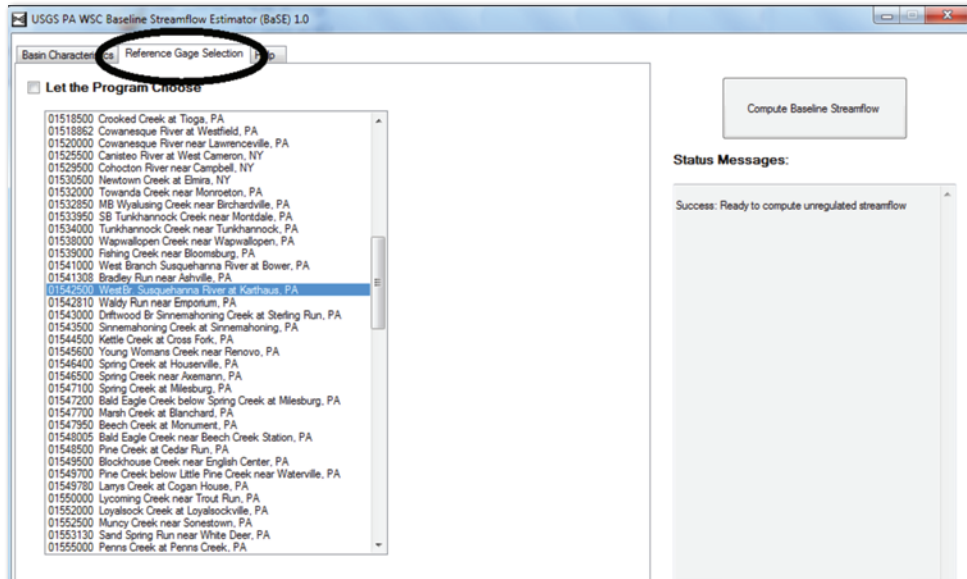 USGS PA WSC Baseline Streamflow Estimator (BaSE) 1.0
Basin Characteristics Reference Gage Selection Help
Let the Program Choose
01518500 Crooked Creek at Tioga, PA
01518862 Cowanesque River at Westfield, PA
01520000 Cowanesque River near Lawrenceville, PA
01525500 Canisteo River at West Cameron, NY
01529500 Cohocton River near Campbell, NY
01530500 Newtown Creek at Elmira, NY
01532000 Towanda Creek near Monroeton, PA
01532850 MB Wyalusing Creek near Birchardville, PA
01533950 SB Tunkhannock Creek near Montdale, PA
01534000 Tunkhannock Creek near Tunkhannock, PA
01538000 Wapwallopen Creek near Wapwallopen, PA
01539000 Fishing Creek near Bloomsburg, PA
01541000 West Branch Susquehanna River at Bower, PA
01541308 Bradley Run near Ashville, PA
01542500 WestBr. Susquehanna River at Karthaus, PA
01542810 Waldy Run near Emporium, PA
01543000 Driftwood Br Sinnemahoning Creek at Sterling Run, PA
01543500 Sinnemahoning Creek at Sinnemahoning, PA
01544500 Kettle Creek at Cross Fork, PA
01545600 Young Womans Creek near Renovo, PA
01546400 Spring Creek at Houserville, PA
01546500 Spring Creek near Axemann, PA
01547100 Spring Creek at Milesburg, PA
01547200 Bald Eagle Creek below Spring Creek at Milesburg, PA
01547700 Marsh Creek at Blanchard, PA
01547950 Beech Creek at Monument, PA
01548005 Bald Eagle Creek near Beech Creek Station, PA
01548500 Pine Creek at Cedar Run, PA
01549500 Blockhouse Creek near English Center, PA
01549700 Pine Creek below Little Pine Creek near Waterville, PA
01549780 Larrys Creek at Cogan House, PA
01550000 Lycoming Creek near Trout Run, PA
01552000 Loyalsock Creek at Loyalsockville, PA
01552500 Muncy Creek near Sonestown, PA
01553130 Sand Spring Run near White Deer, PA
01555000 Penns Creek at Penns Creek, PA
Compute Baseline Streamflow
Status Messages:
Success: Ready to compute unregulated streamflow